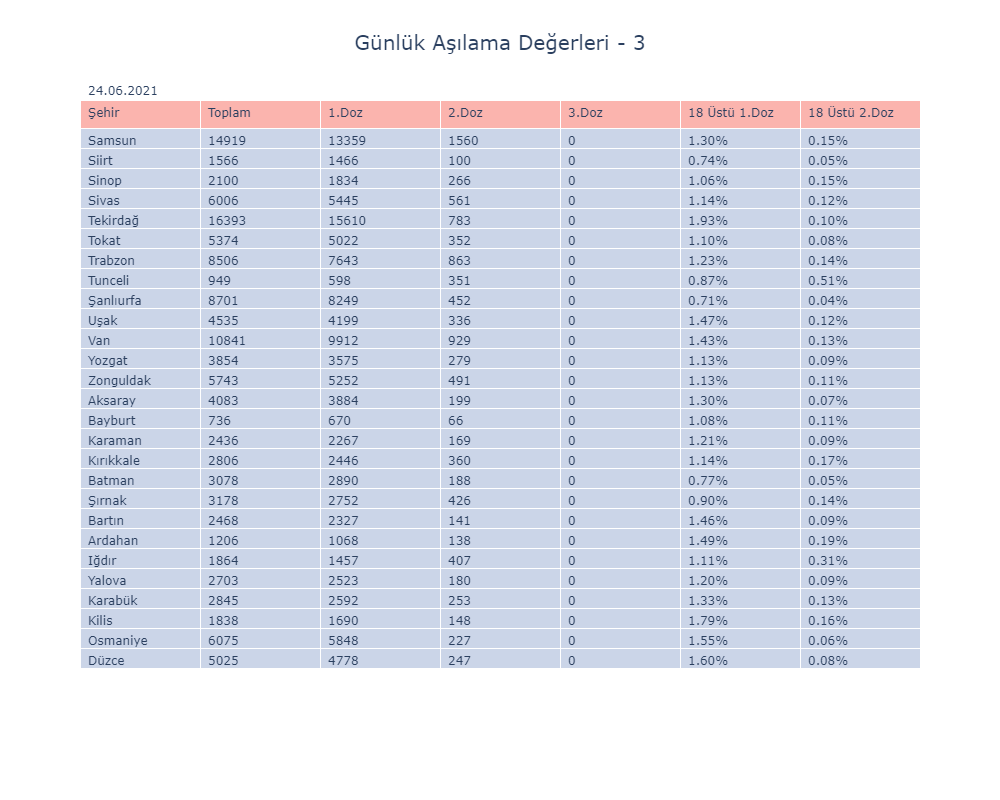 Günlük Aşılama Değerleri - 3
24.06.2021
Şehir Toplam 1.Doz 2.Doz 3.Doz 18 Üstü 1.Doz 18 Üstü 2.Doz
Samsun 14919 13359 1560 0 1.30% 0.15%
Siirt 1566 1466 100 0 0.74% 0.05%
Sinop 2100 1834 266 0 1.06% 0.15%
Sivas 6006 5445 561 0 1.14% 0.12%
Tekirdağ 16393 15610 783 0 1.93% 0.10%
Tokat 5374 5022 352 0 1.10% 0.08%
Trabzon 8506 7643 863 0 1.23% 0.14%
Tunceli 949 598 351 0 0.87% 0.51%
Şanlıurfa 8701 8249 452 0 0.71% 0.04%
Uşak 4535 4199 336 0 1.47% 0.12%
Van 10841 9912 929 0 1.43% 0.13%
Yozgat 3854 3575 279 0 1.13% 0.09%
Zonguldak 5743 5252 491 0 1.13% 0.11%
Aksaray 4083 3884 199 0 1.30% 0.07%
Bayburt 736 670 66 0 1.08% 0.11%
Karaman 2436 2267 169 0 1.21% 0.09%
Kırıkkale 2806 2446 360 0 1.14% 0.17%
Batman 3078 2890 188 0 0.77% 0.05%
Şırnak 3178 2752 426 0 0.90% 0.14%
Bartın 2468 2327 141 0 1.46% 0.09%
Ardahan 1206 1068 138 0 1.49% 0.19%
Iğdır 1864 1457 407 0 1.11% 0.31%
Yalova 2703 2523 180 0 1.20% 0.09%
Karabük 2845 2592 253 0 1.33% 0.13%
Kilis 1838 1690 148 0 1.79% 0.16%
Osmaniye 6075 5848 227 0 1.55% 0.06%
Düzce 5025 4778 247 0 1.60% 0.08%